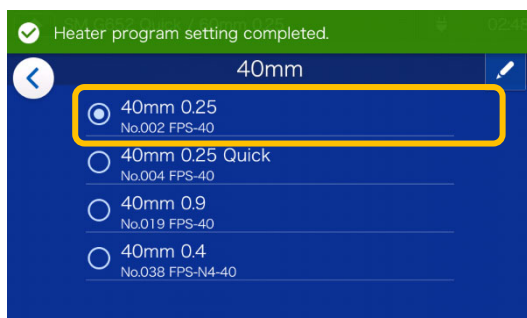 Heater program setting completed.
40mm
40mm 0.25
No.002 FPS-40
40mm 0.25 Quick
No.004 FPS-40
40mm 0.9
No.019 FPS-40
40mm 0.4
No.038 FPS-N4-40